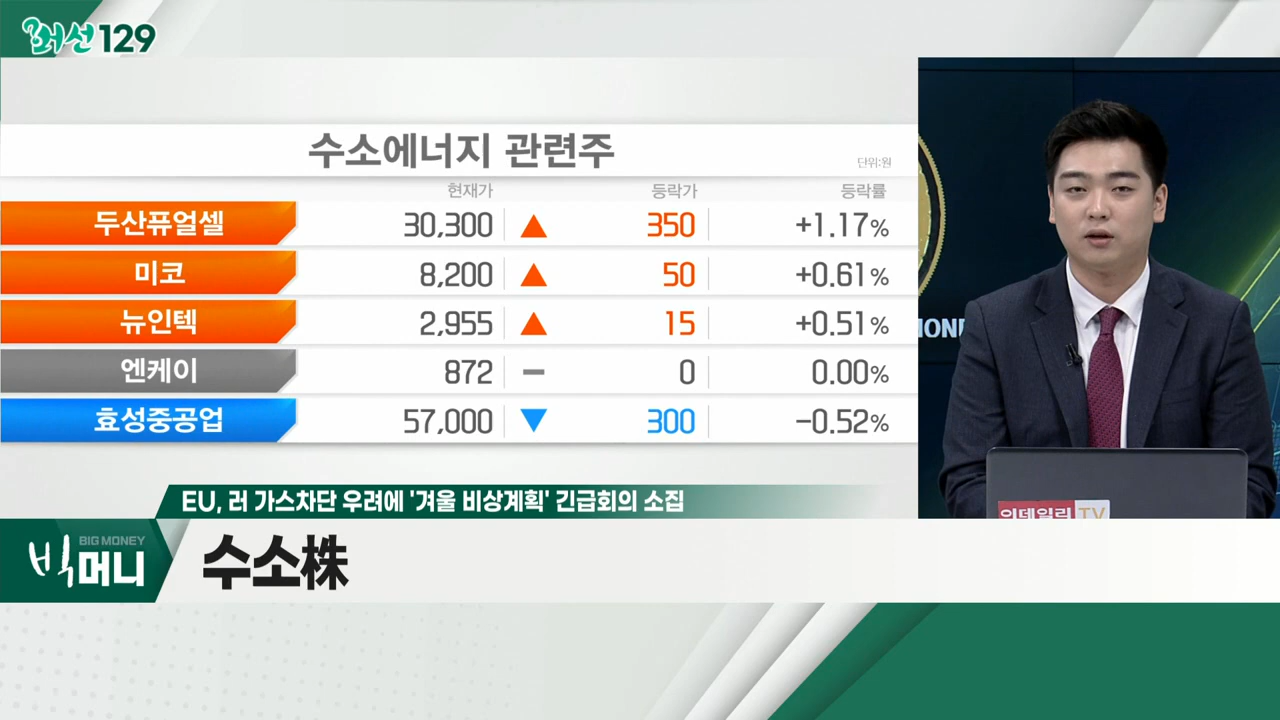 최선129
수소에너지 관련주
단위:원
현재가 등락가 등락률
두산퓨얼셀 30,300 ▲ 350 +1.17%
미코 8,200 ▲ 50 +0.61%
뉴인텍 2,955 ▲ 15 +0.51%
엔케이 872 － 0 0.00%
효성중공업 57,000 ▼ 300 -0.52%
이데일리TV
EU, 러 가스차단 우려에 '겨울 비상계획' 긴급회의 소집
BIG MONEY
빅머니
수소株